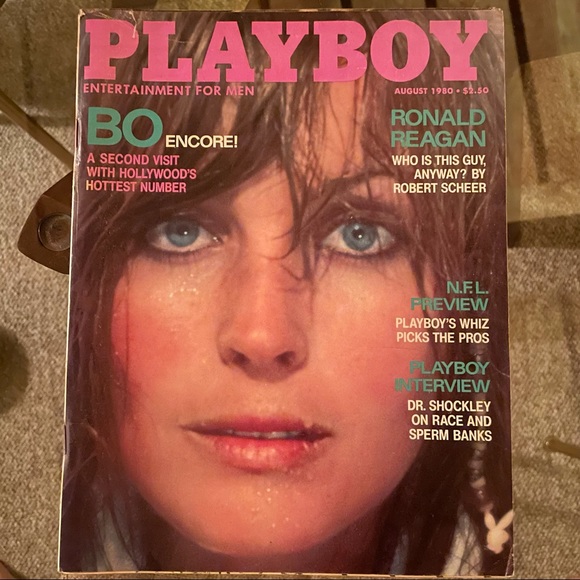 PLAYBOY
ENTERTAINMENT FOR MEN
AUGUST 1980 • $2.50
BO ENCORE!
A SECOND VISIT
WITH HOLLYWOOD'S
HOTTEST NUMBER
RONALD
REAGAN
WHO IS THIS GUY,
ANYWAY? BY
ROBERT SCHEER
N.F.L.
PREVIEW
PLAYBOY'S WHIZ
PICKS THE PROS
PLAYBOY
INTERVIEW
DR. SHOCKLEY
ON RACE AND
SPERM BANKS